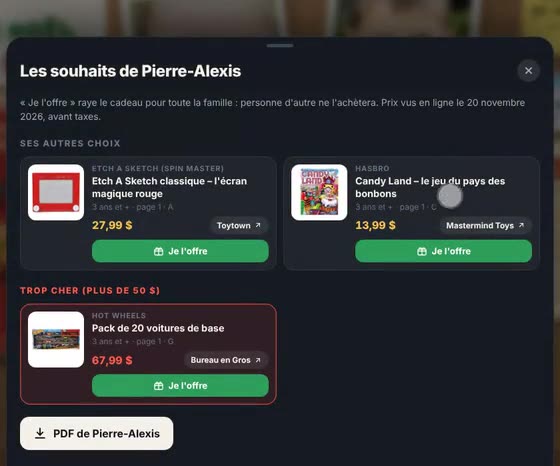 Les souhaits de Pierre-Alexis
« Je l'offre » raye le cadeau pour toute la famille : personne d'autre ne l'achètera. Prix vus en ligne le 20 novembre
2026, avant taxes.
SES AUTRES CHOIX
ETCH A SKETCH (SPIN MASTER)
Etch A Sketch classique – l'écran
magique rouge
3 ans et + · page 1 · A
27,99 $
Toytown ↗
Je l'offre
HASBRO
Candy Land – le jeu du pays des
bonbons
3 ans et + · page 1 · C
13,99 $
Mastermind Toys ↗
Je l'offre
TROP CHER (PLUS DE 50 $)
HOT WHEELS
Pack de 20 voitures de base
3 ans et + · page 1 · G
67,99 $
Bureau en Gros ↗
Je l'offre
PDF de Pierre-Alexis